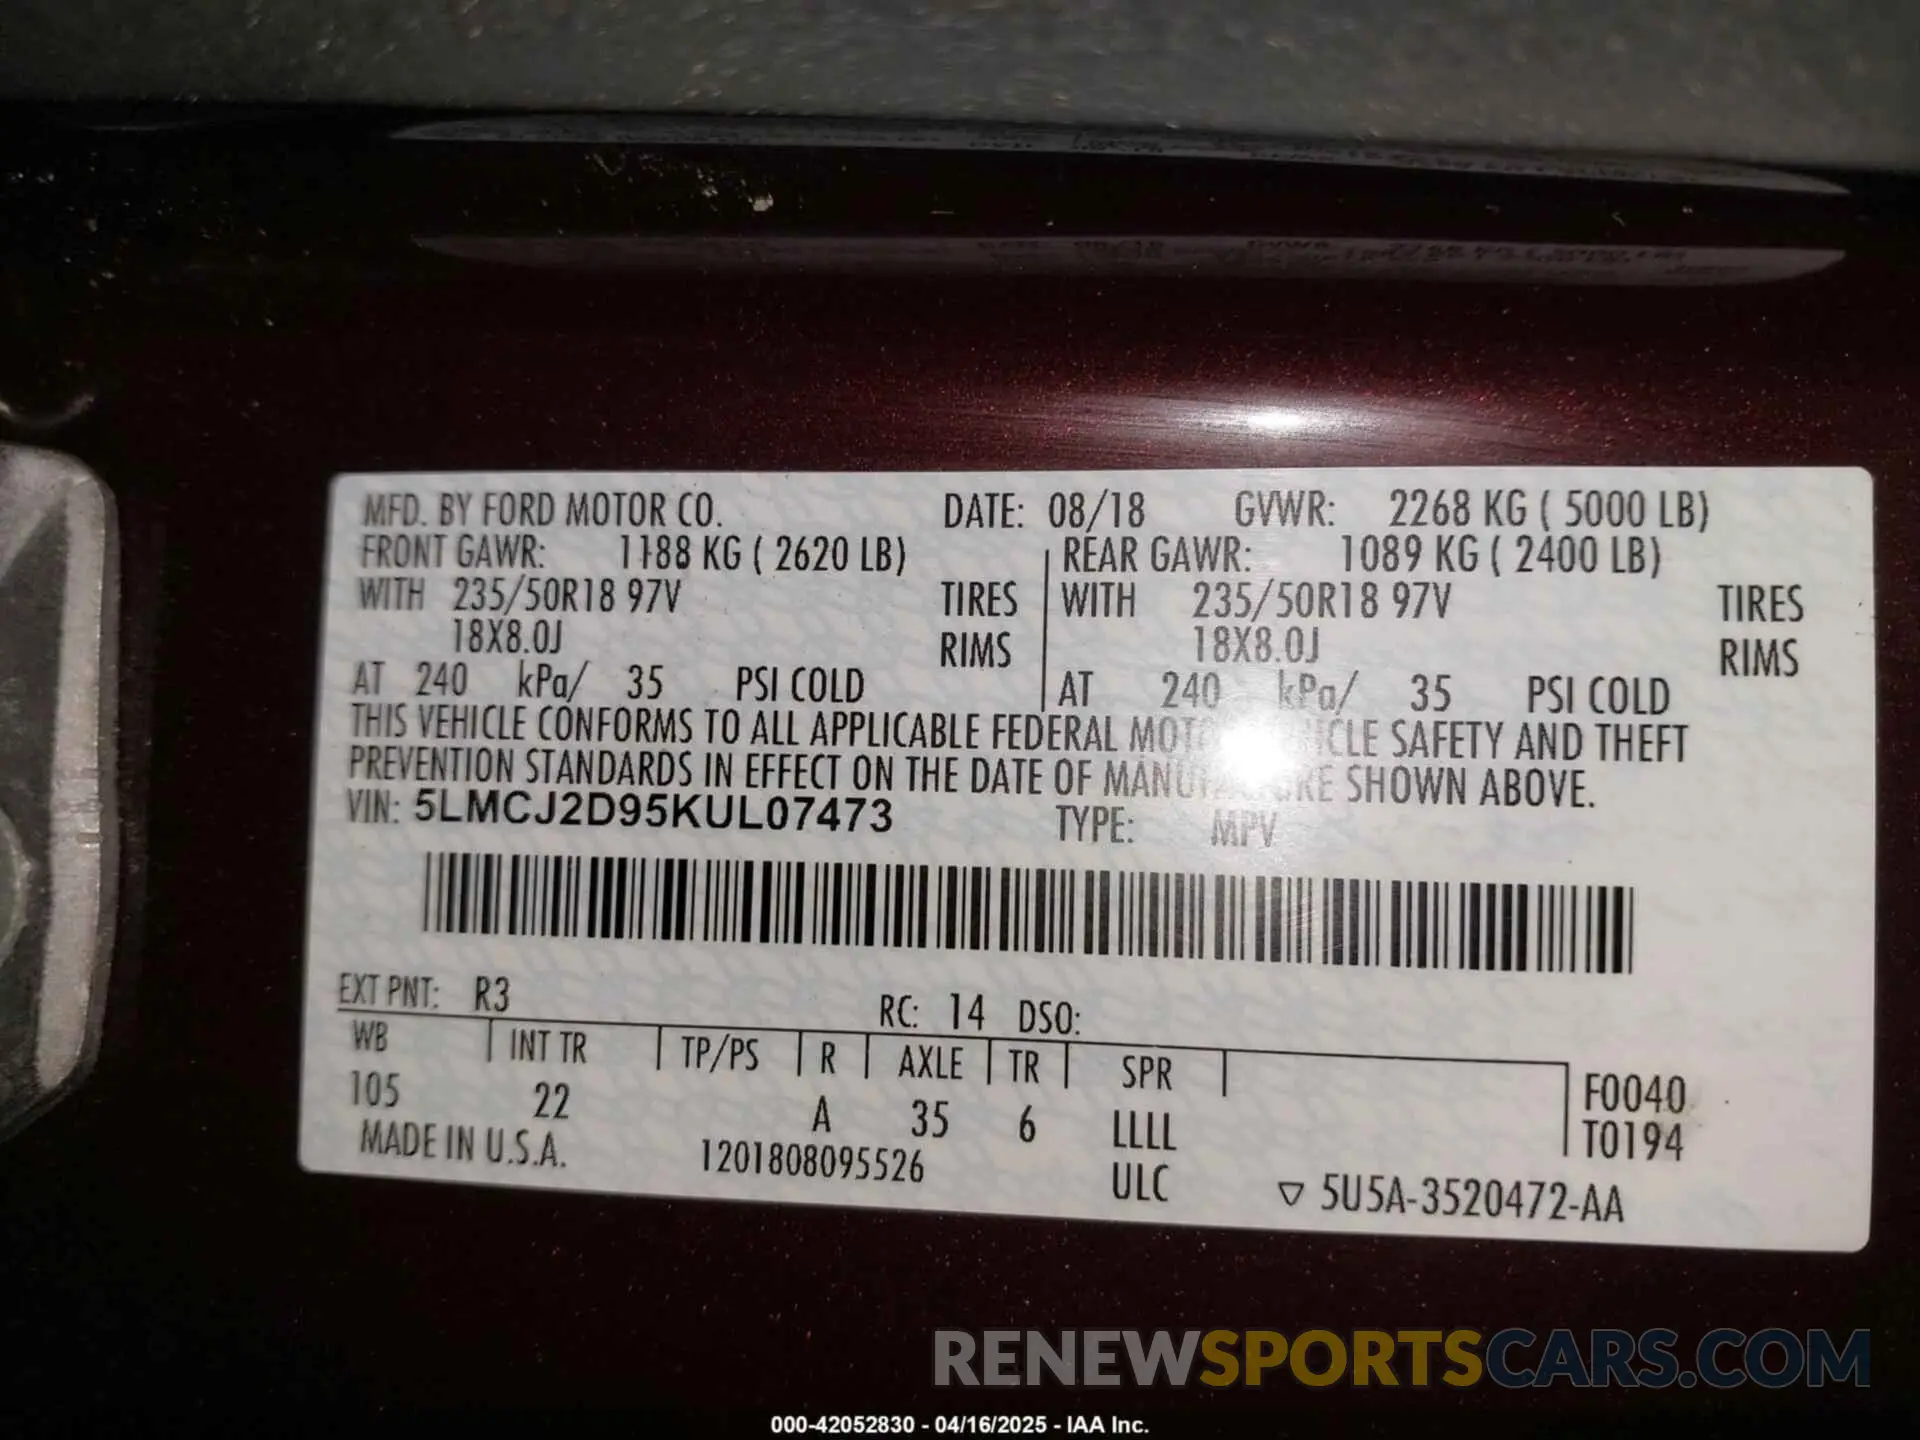 MFD. BY FORD MOTOR CO. DATE: 08/18 GVWR: 2268 KG ( 5000 LB)
FRONT GAWR: 1188 KG ( 2620 LB) REAR GAWR: 1089 KG ( 2400 LB)
WITH 235/50R18 97V TIRES WITH 235/50R18 97V TIRES
18X8.0J RIMS 18X8.0J RIMS
AT 240 kPa/ 35 PSI COLD AT 240 kPa/ 35 PSI COLD
THIS VEHICLE CONFORMS TO ALL APPLICABLE FEDERAL MOTOR VEHICLE SAFETY AND THEFT
PREVENTION STANDARDS IN EFFECT ON THE DATE OF MANUFACTURE SHOWN ABOVE.
VIN: 5LMCJ2D95KUL07473 TYPE: MPV
EXT PNT: R3 RC: 14 DSO:
WB INT TR TP/PS R AXLE TR SPR F0040
105 22 A 35 6 LLLL T0194
MADE IN U.S.A. 1201808095526 ULC ▽ 5U5A-3520472-AA
RENEWSPORTSCARS.COM
000-42052830 - 04/16/2025 - IAA Inc.